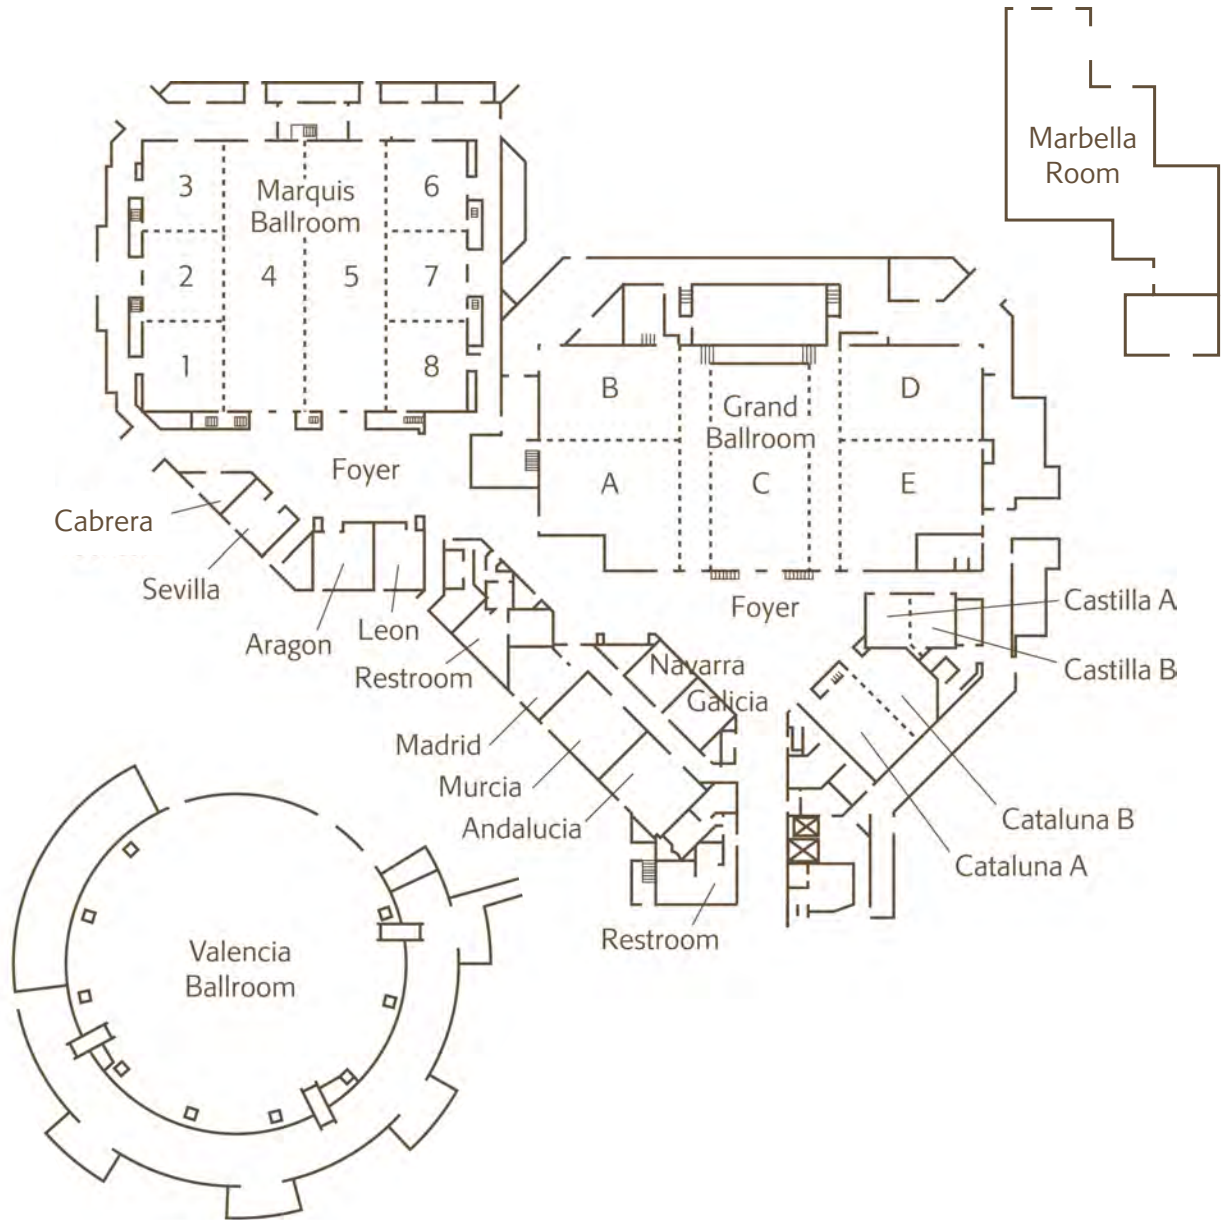 Marbella
Room
3
Marquis
Ballroom
6
2
4
5
7
1
8
B
Grand
Ballroom
D
A
C
E
Foyer
Cabrera
Sevilla
Aragon
Leon
Restroom
Foyer
Castilla A
Castilla B
Navarra
Galicia
Madrid
Murcia
Andalucia
Cataluna B
Cataluna A
Restroom
Valencia
Ballroom